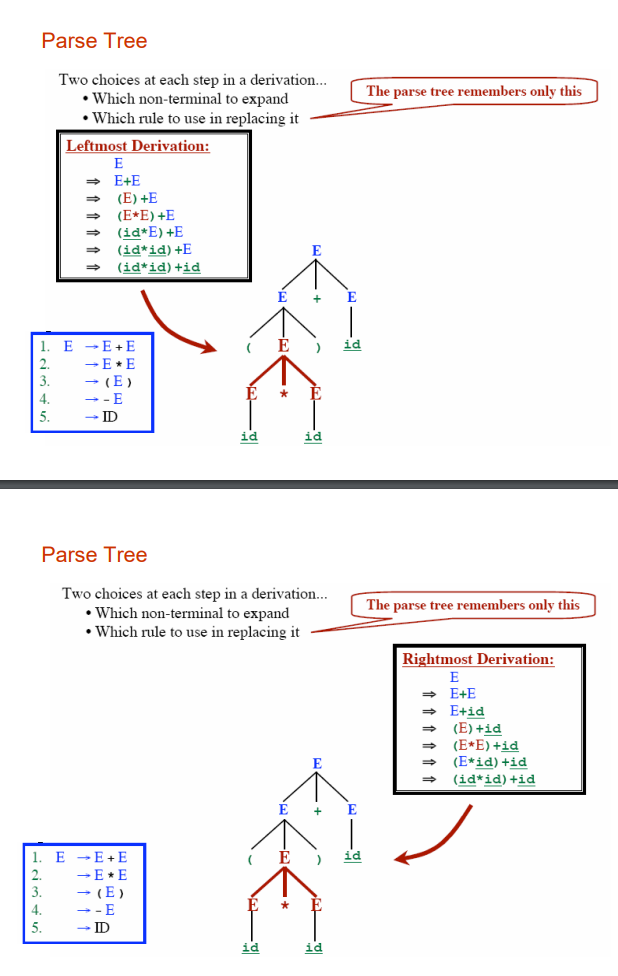 Parse Tree
Two choices at each step in a derivation...
• Which non-terminal to expand
• Which rule to use in replacing it
The parse tree remembers only this
Leftmost Derivation:
E
⇒ E+E
⇒ (E)+E
⇒ (E*E)+E
⇒ (id*E)+E
⇒ (id*id)+E
⇒ (id*id)+id
E
E + E
( E ) id
E * E
id id
1. E → E + E
2. → E * E
3. → ( E )
4. → - E
5. → ID
Parse Tree
Two choices at each step in a derivation...
• Which non-terminal to expand
• Which rule to use in replacing it
The parse tree remembers only this
Rightmost Derivation:
E
⇒ E+E
⇒ E+id
⇒ (E)+id
⇒ (E*E)+id
⇒ (E*id)+id
⇒ (id*id)+id
E
E + E
( E ) id
E * E
id id
1. E → E + E
2. → E * E
3. → ( E )
4. → - E
5. → ID